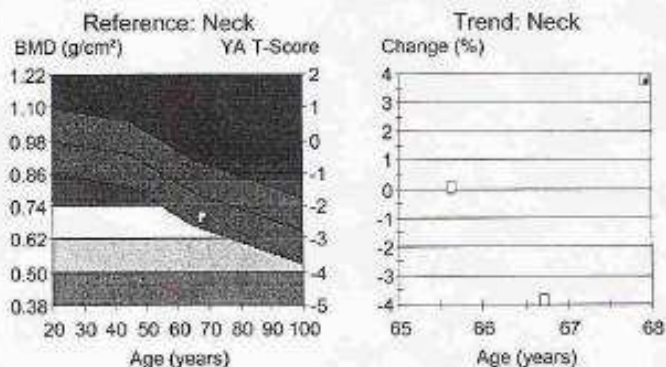 Reference: Neck
BMD (g/cm²) YA T-Score
1.22 2
1.10 1
0.98 0
0.86 -1
0.74 -2
0.62 -3
0.50 -4
0.38 -5
20 30 40 50 60 70 80 90 100
Age (years)
Trend: Neck
Change (%)
4
3
2
1
0
-1
-2
-3
-4
65 66 67 68
Age (years)